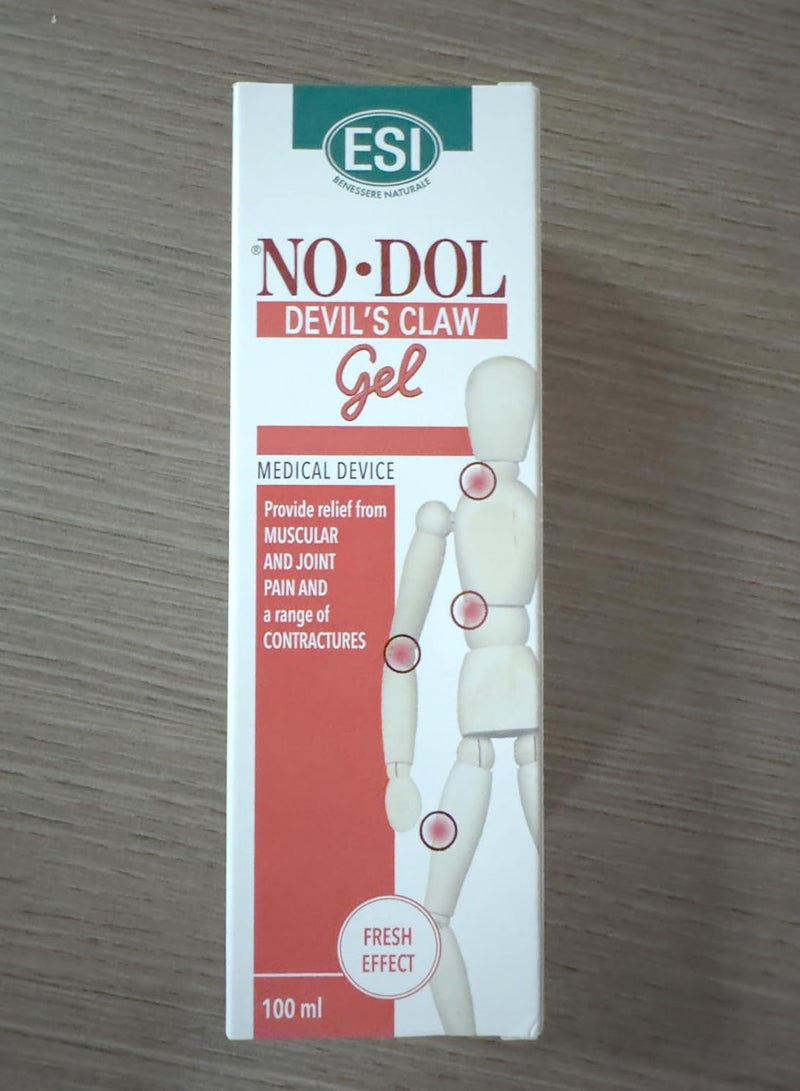 ESI
BENESSERE NATURALE
®NO•DOL
DEVIL'S CLAW
Gel
MEDICAL DEVICE
Provide relief from
MUSCULAR
AND JOINT
PAIN AND
a range of
CONTRACTURES
FRESH
EFFECT
100 ml